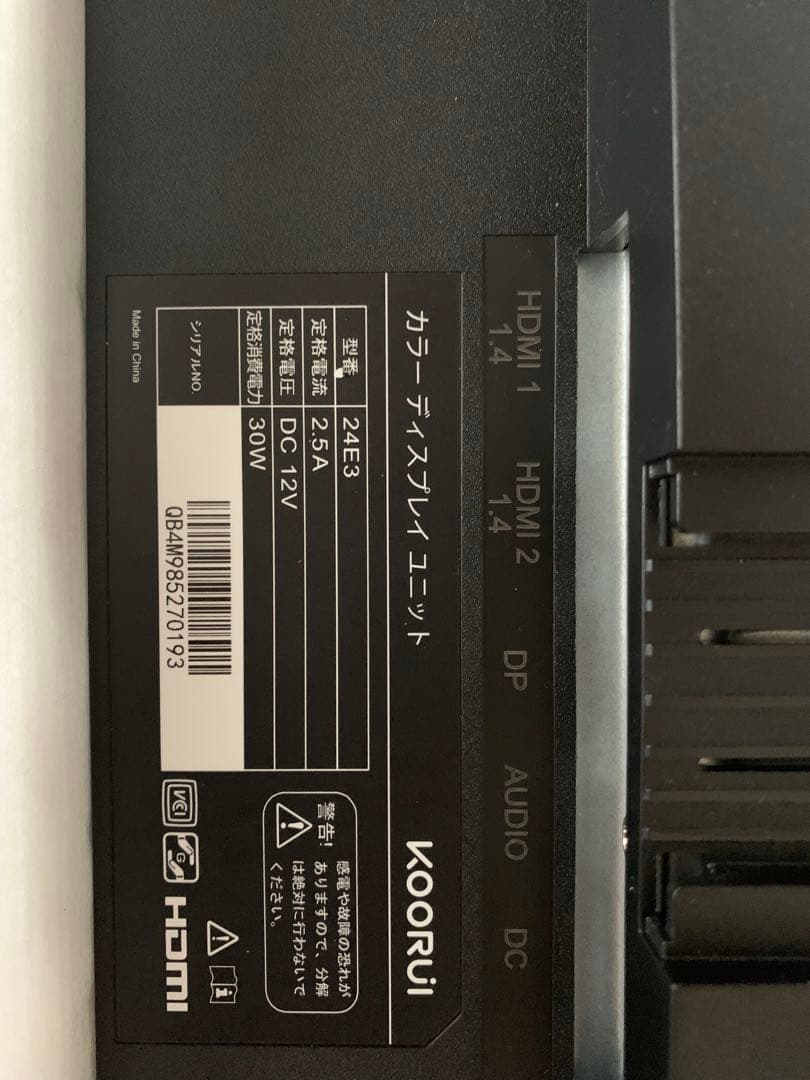 HDMI 1
1.4
HDMI 2
1.4
DP
AUDIO
DC
カラー ディスプレイ ユニット
KOORUI
型番 24E3
定格電流 2.5A
定格電圧 DC 12V
定格消費電力 30W
シリアルNO.
QB4M985270193
Made in China
警告!
感電や故障の恐れが
ありますので、分解
は絶対に行わないで
ください。
VCCI
G
i
HDMI